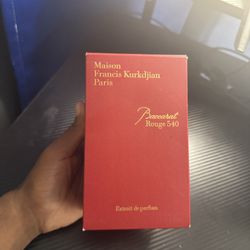 Maison
Francis Kurkdjian
Paris
Baccarat
Rouge 540
Extrait de parfum